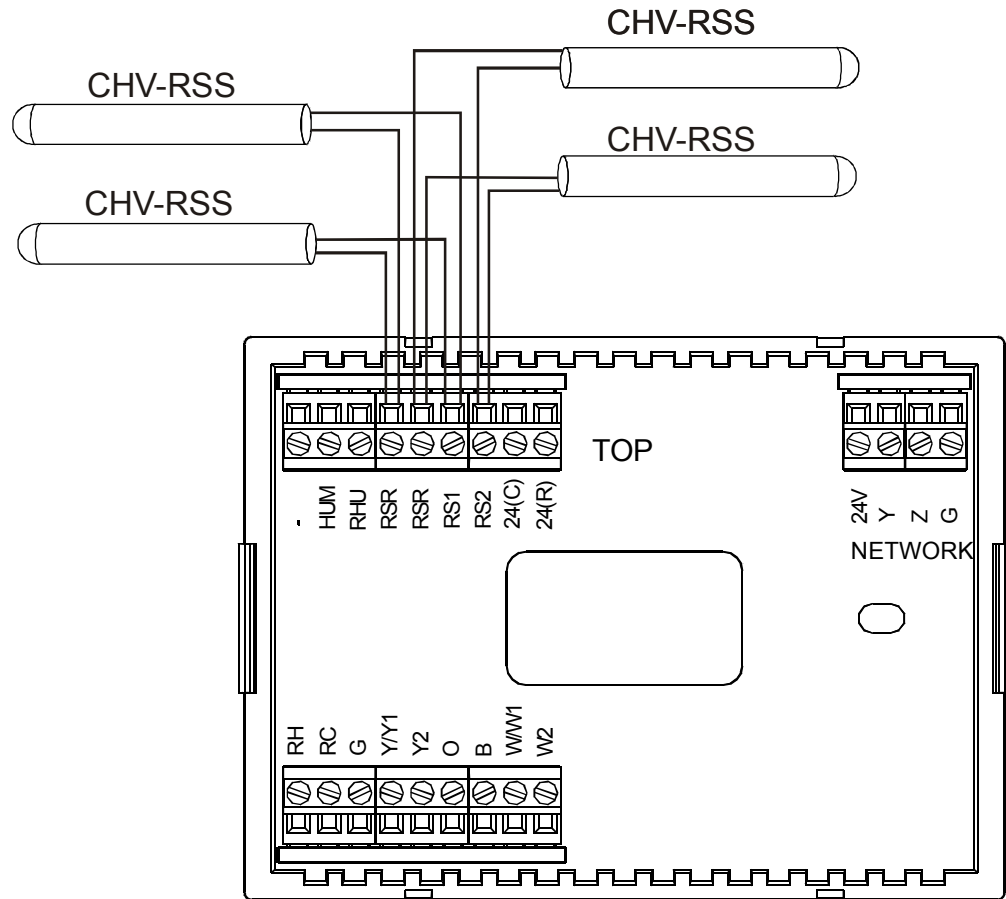 CHV-RSS
CHV-RSS
CHV-RSS
CHV-RSS
TOP
-
HUM
RHU
RSR
RSR
RS1
RS2
24(C)
24(R)
24V
Y
Z
G
NETWORK
RH
RC
G
Y/Y1
Y2
O
B
W/W1
W2